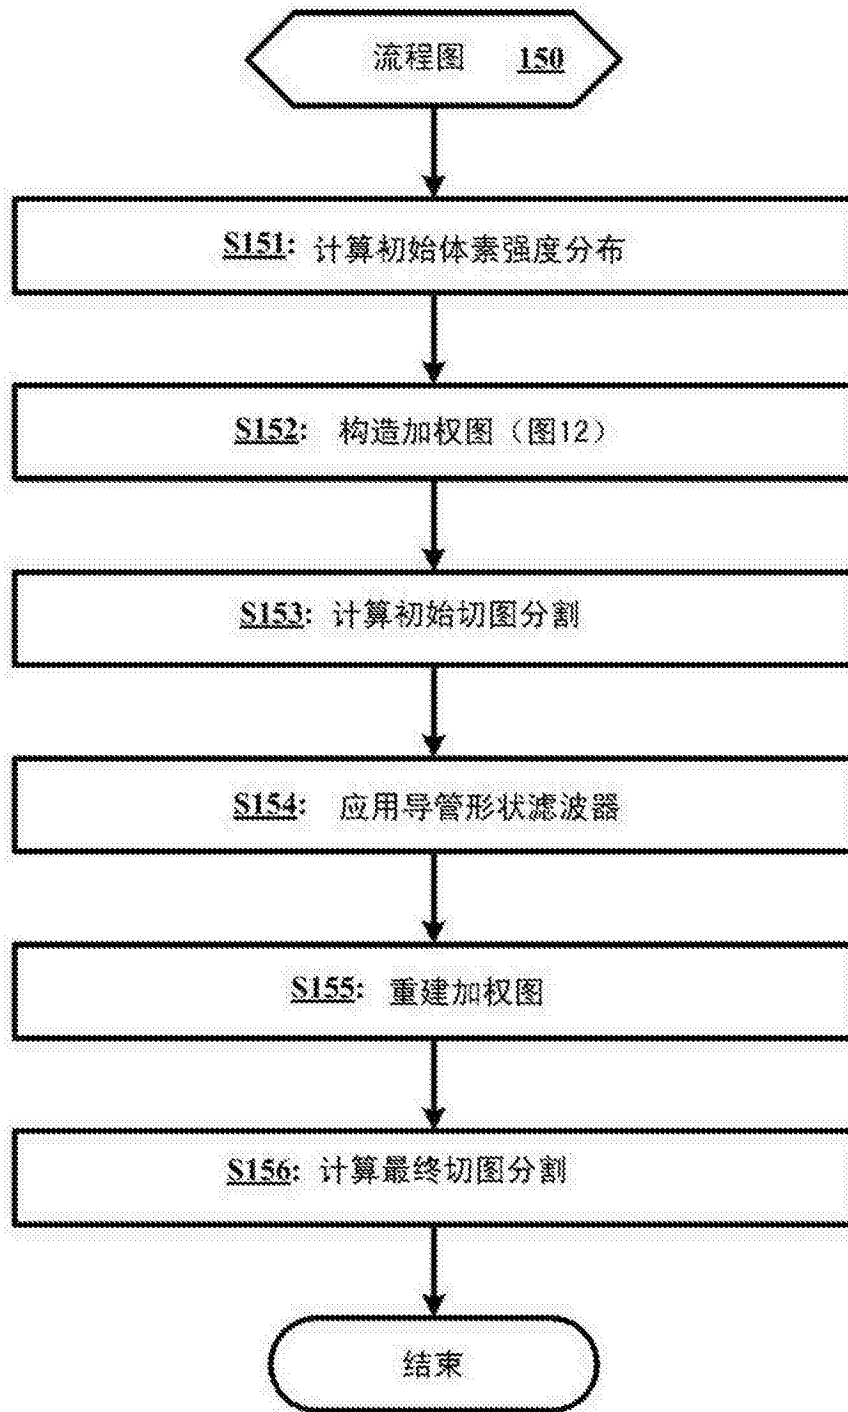 流程图 150
S151: 计算初始体素强度分布
S152: 构造加权图（图12）
S153: 计算初始切图分割
S154: 应用导管形状滤波器
S155: 重建加权图
S156: 计算最终切图分割
结束